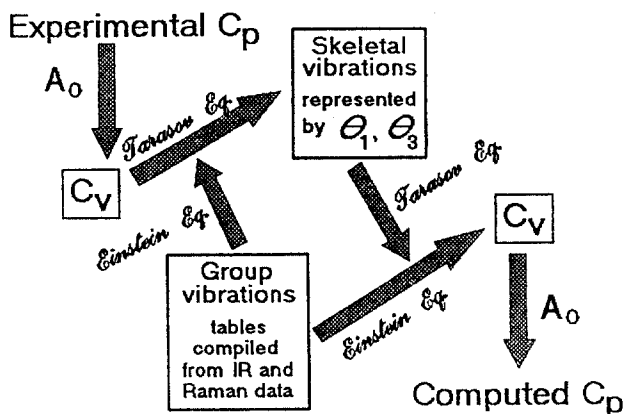 Experimental Cp
A₀
Tarasov Eq
Cv
Einstein Eq
Skeletal
vibrations
represented
by Θ₁, Θ₃
Tarasov Eq
Cv
Group
vibrations
tables
compiled
from IR and
Raman data
Einstein Eq
A₀
Computed Cp